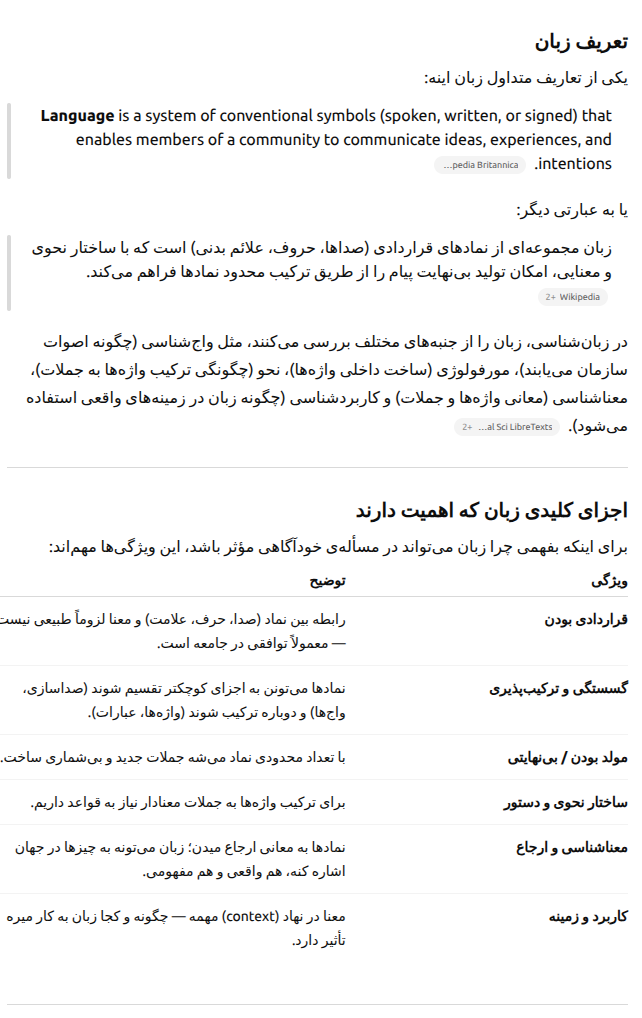 تعریف زبان
یکی از تعاریف متداول زبان اینه:
Language is a system of conventional symbols (spoken, written, or signed) that
enables members of a community to communicate ideas, experiences, and
intentions. …pedia Britannica
یا به عبارتی دیگر:
زبان مجموعه‌ای از نمادهای قراردادی (صداها، حروف، علائم بدنی) است که با ساختار نحوی
و معنایی، امکان تولید بی‌نهایت پیام را از طریق ترکیب محدود نمادها فراهم می‌کند.
Wikipedia +2
در زبان‌شناسی، زبان را از جنبه‌های مختلف بررسی می‌کنند، مثل واج‌شناسی (چگونه اصوات
سازمان می‌یابند)، مورفولوژی (ساخت داخلی واژه‌ها)، نحو (چگونگی ترکیب واژه‌ها به جملات)،
معناشناسی (معانی واژه‌ها و جملات) و کاربردشناسی (چگونه زبان در زمینه‌های واقعی استفاده
می‌شود). …al Sci LibreTexts +2
اجزای کلیدی زبان که اهمیت دارند
برای اینکه بفهمی چرا زبان می‌تواند در مسأله‌ی خودآگاهی مؤثر باشد، این ویژگی‌ها مهم‌اند:
ویژگی توضیح
قراردادی بودن رابطه بین نماد (صدا، حرف، علامت) و معنا لزوماً طبیعی نیست
— معمولاً توافقی در جامعه است.
گسستگی و ترکیب‌پذیری نمادها می‌تونن به اجزای کوچکتر تقسیم شوند (صداسازی،
واج‌ها) و دوباره ترکیب شوند (واژه‌ها، عبارات).
مولد بودن / بی‌نهایتی با تعداد محدودی نماد می‌شه جملات جدید و بی‌شماری ساخت.
ساختار نحوی و دستور برای ترکیب واژه‌ها به جملات معنادار نیاز به قواعد داریم.
معناشناسی و ارجاع نمادها به معانی ارجاع میدن؛ زبان می‌تونه به چیزها در جهان
اشاره کنه، هم واقعی و هم مفهومی.
کاربرد و زمینه معنا در نهاد (context) مهمه — چگونه و کجا زبان به کار میره
تأثیر دارد.